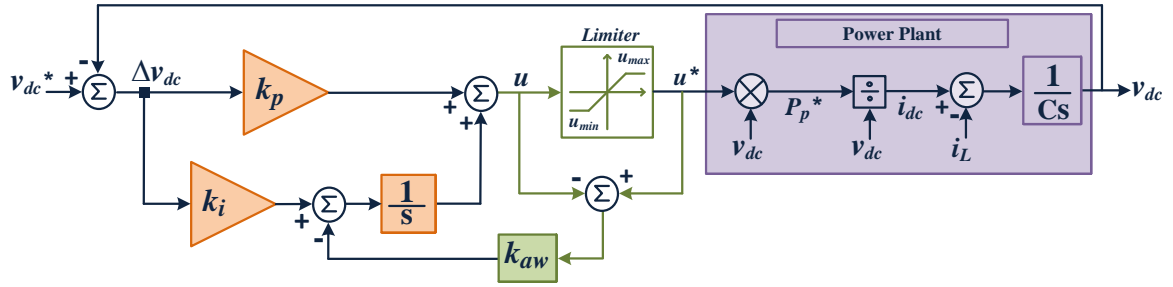 Power Plant
Limiter
v_dc*
+
-
Σ
Δv_dc
k_p
+
+
Σ
u
u_max
u_min
u*
v_dc
P_p*
÷
v_dc
i_dc
+
-
Σ
i_L
1
Cs
v_dc
k_i
+
-
Σ
1
s
-
+
Σ
k_aw